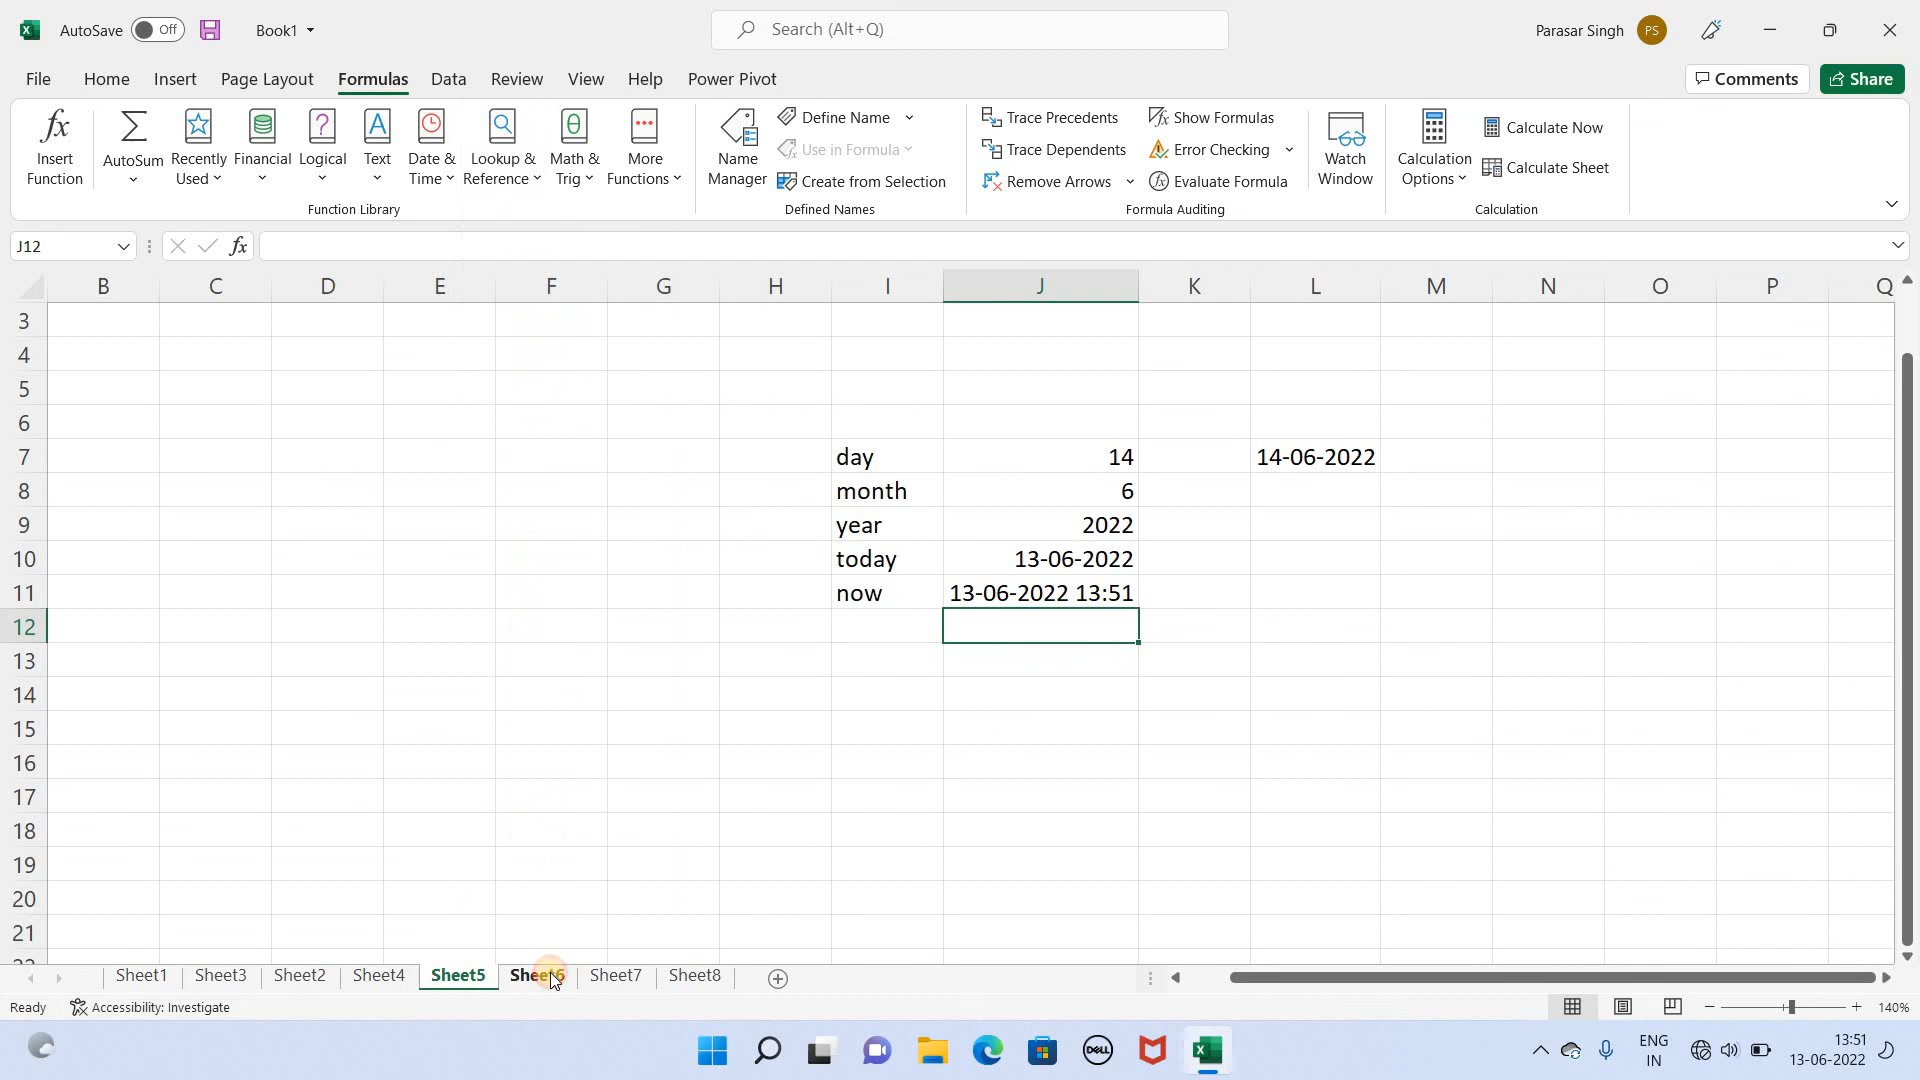 AutoSave Off Book1 Search (Alt+Q) Parasar Singh PS
File Home Insert Page Layout Formulas Data Review View Help Power Pivot Comments Share
Insert Function
AutoSum
Recently Used
Financial
Logical
Text
Date & Time
Lookup & Reference
Math & Trig
More Functions
Function Library
Name Manager
Define Name
Use in Formula
Create from Selection
Defined Names
Trace Precedents
Trace Dependents
Remove Arrows
Show Formulas
Error Checking
Evaluate Formula
Formula Auditing
Watch Window
Calculation Options
Calculate Now
Calculate Sheet
Calculation
J12 fx
B C D E F G H I J K L M N O P Q
3
4
5
6
7 day 14 14-06-2022
8 month 6
9 year 2022
10 today 13-06-2022
11 now 13-06-2022 13:51
12
13
14
15
16
17
18
19
20
21
22
Sheet1 Sheet3 Sheet2 Sheet4 Sheet5 Sheet6 Sheet7 Sheet8
Ready Accessibility: Investigate 140%
DELL
ENG
IN
13:51
13-06-2022